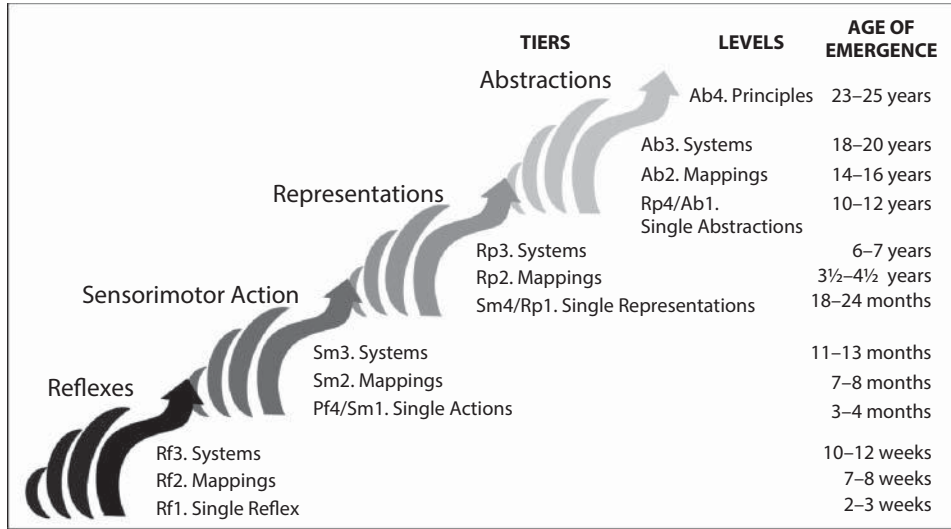 TIERS LEVELS AGE OF
EMERGENCE
Abstractions
Ab4. Principles 23–25 years
Ab3. Systems 18–20 years
Ab2. Mappings 14–16 years
Representations
Rp4/Ab1. 10–12 years
Single Abstractions
Rp3. Systems 6–7 years
Rp2. Mappings 3½–4½ years
Sm4/Rp1. Single Representations 18–24 months
Sensorimotor Action
Sm3. Systems 11–13 months
Sm2. Mappings 7–8 months
Pf4/Sm1. Single Actions 3–4 months
Reflexes
Rf3. Systems 10–12 weeks
Rf2. Mappings 7–8 weeks
Rf1. Single Reflex 2–3 weeks